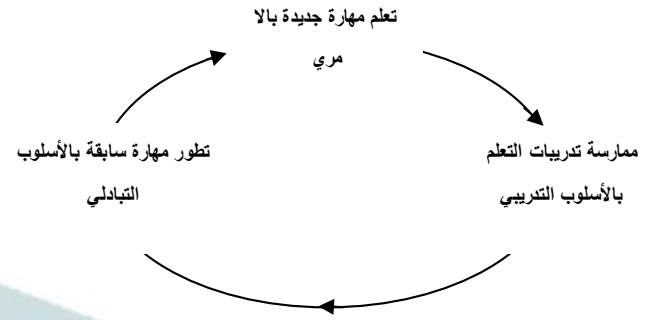 تعلم مهارة جديدة بالا
مري
ممارسة تدريبات التعلم
بالأسلوب التدريبي
تطور مهارة سابقة بالأسلوب
التبادلي